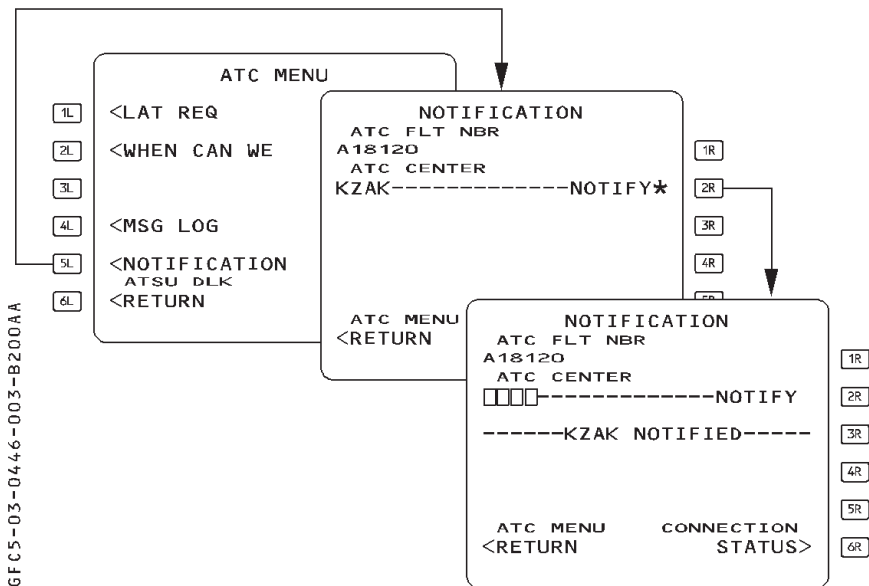 ATC MENU
1L
<LAT REQ
2L
<WHEN CAN WE
3L
4L
<MSG LOG
5L
<NOTIFICATION
ATSU DLK
6L
<RETURN
NOTIFICATION
ATC FLT NBR
A18120
1R
ATC CENTER
KZAK-------------NOTIFY*
2R
3R
4R
5R
ATC MENU
<RETURN
NOTIFICATION
ATC FLT NBR
A18120
1R
ATC CENTER
□□□□-------------NOTIFY
2R
------KZAK NOTIFIED-----
3R
4R
5R
ATC MENU CONNECTION
<RETURN STATUS>
6R
GFC5-03-0446-003-B200AA